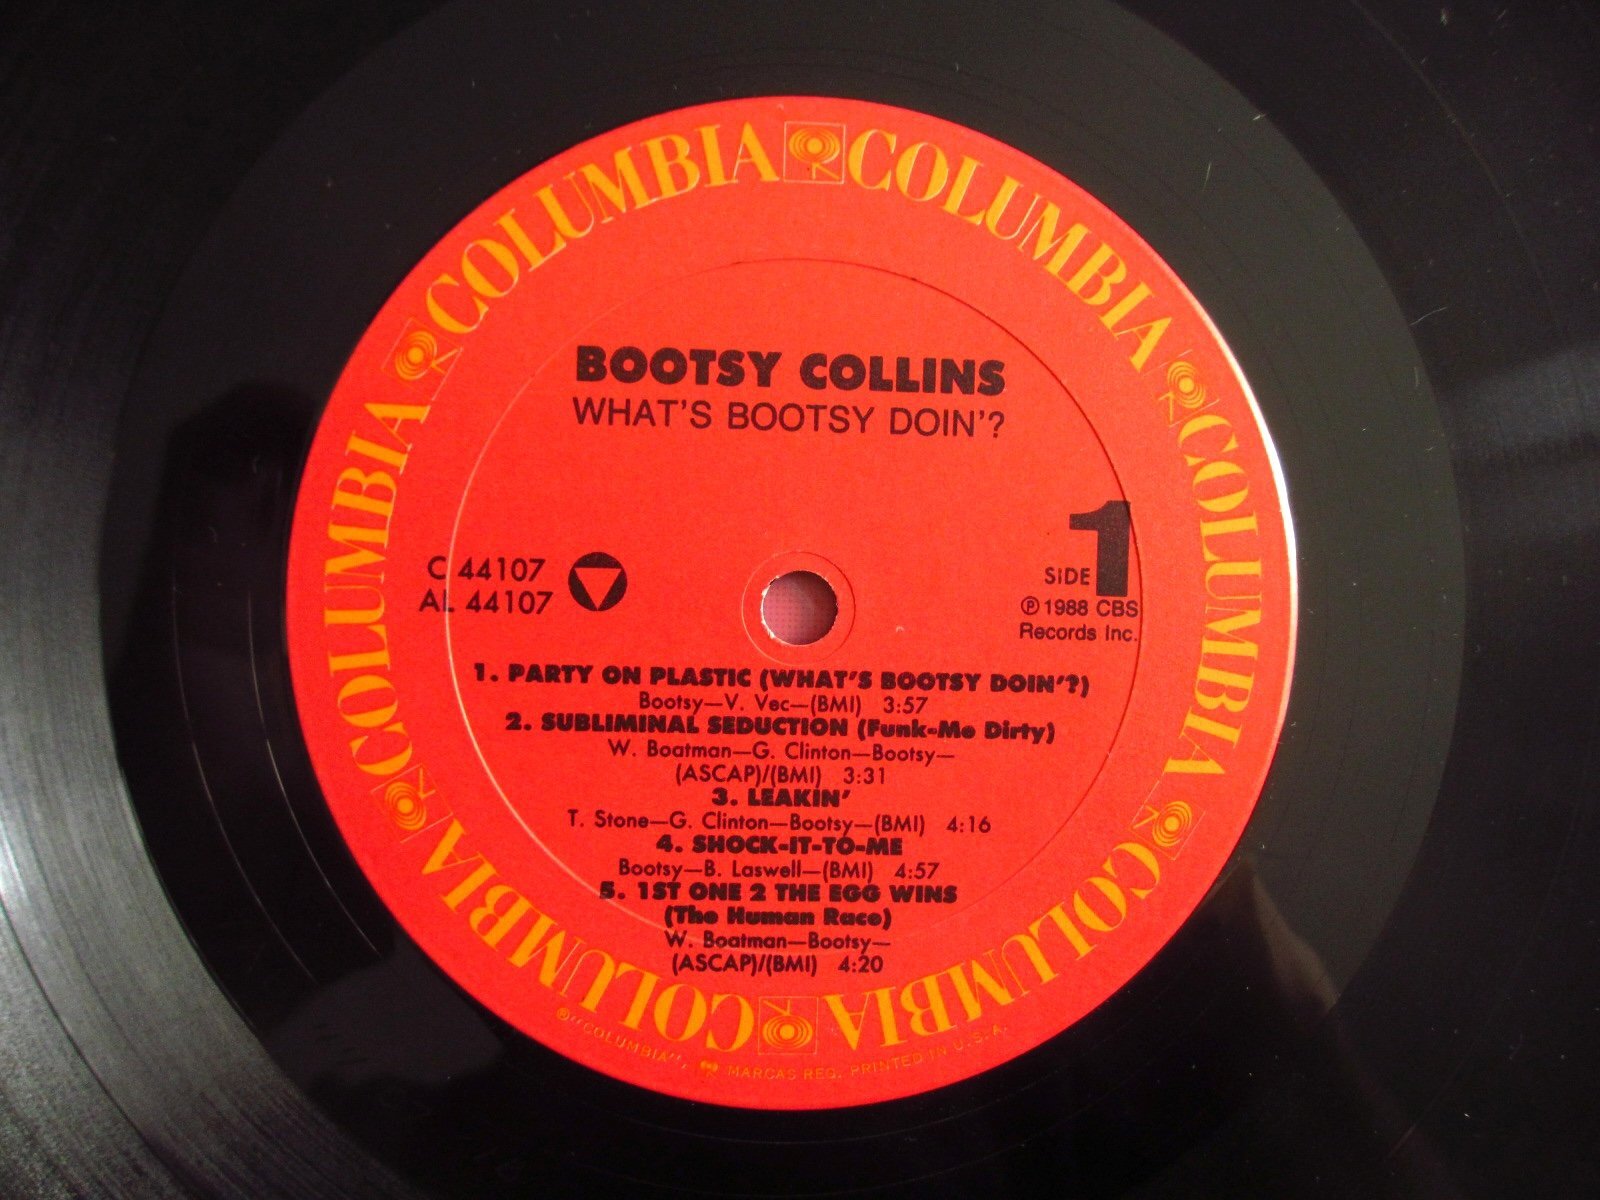 COLUMBIA COLUMBIA COLUMBIA COLUMBIA COLUMBIA COLUMBIA COLUMBIA COLUMBIA
BOOTSY COLLINS
WHAT'S BOOTSY DOIN'?
C 44107
AL 44107
SIDE 1
℗ 1988 CBS
Records Inc.
1. PARTY ON PLASTIC (WHAT'S BOOTSY DOIN'?)
Bootsy—V. Vec—(BMI) 3:57
2. SUBLIMINAL SEDUCTION (Funk-Me Dirty)
W. Boatman—G. Clinton—Bootsy—
(ASCAP)/(BMI) 3:31
3. LEAKIN'
T. Stone—G. Clinton—Bootsy—(BMI) 4:16
4. SHOCK-IT-TO-ME
Bootsy—B. Laswell—(BMI) 4:57
5. 1ST ONE 2 THE EGG WINS
(The Human Race)
W. Boatman—Bootsy—
(ASCAP)/(BMI) 4:20
® "COLUMBIA", MARCAS REG. PRINTED IN U.S.A.